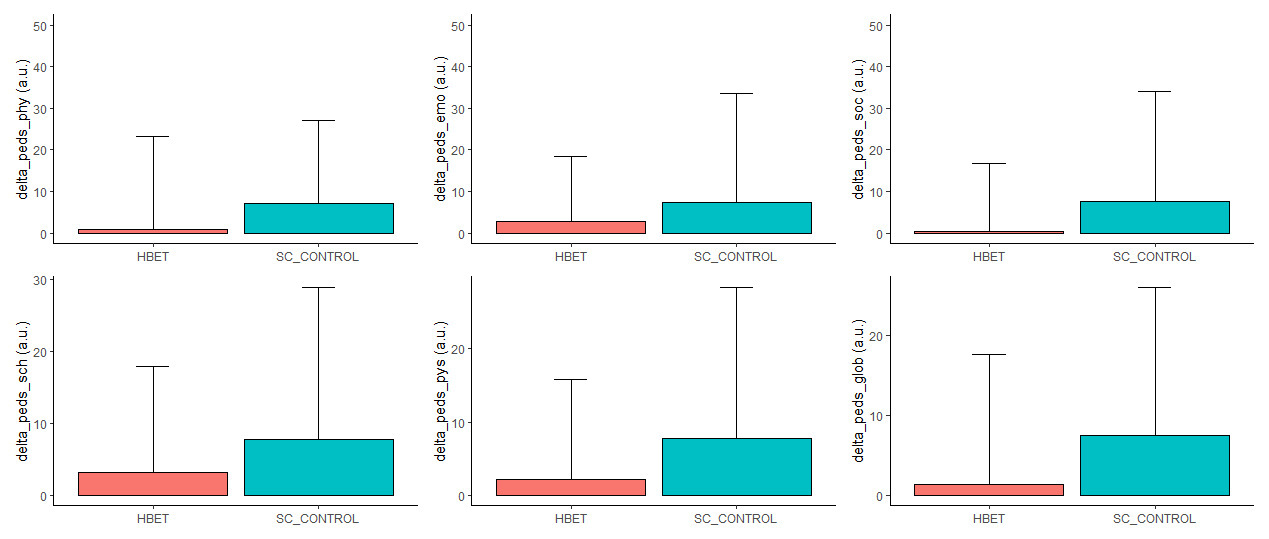 delta_peds_phy (a.u.)
50
40
30
20
10
0
HBET SC_CONTROL
delta_peds_emo (a.u.)
50
40
30
20
10
0
HBET SC_CONTROL
delta_peds_soc (a.u.)
50
40
30
20
10
0
HBET SC_CONTROL
delta_peds_sch (a.u.)
30
20
10
0
HBET SC_CONTROL
delta_peds_pys (a.u.)
20
10
0
HBET SC_CONTROL
delta_peds_glob (a.u.)
20
10
0
HBET SC_CONTROL